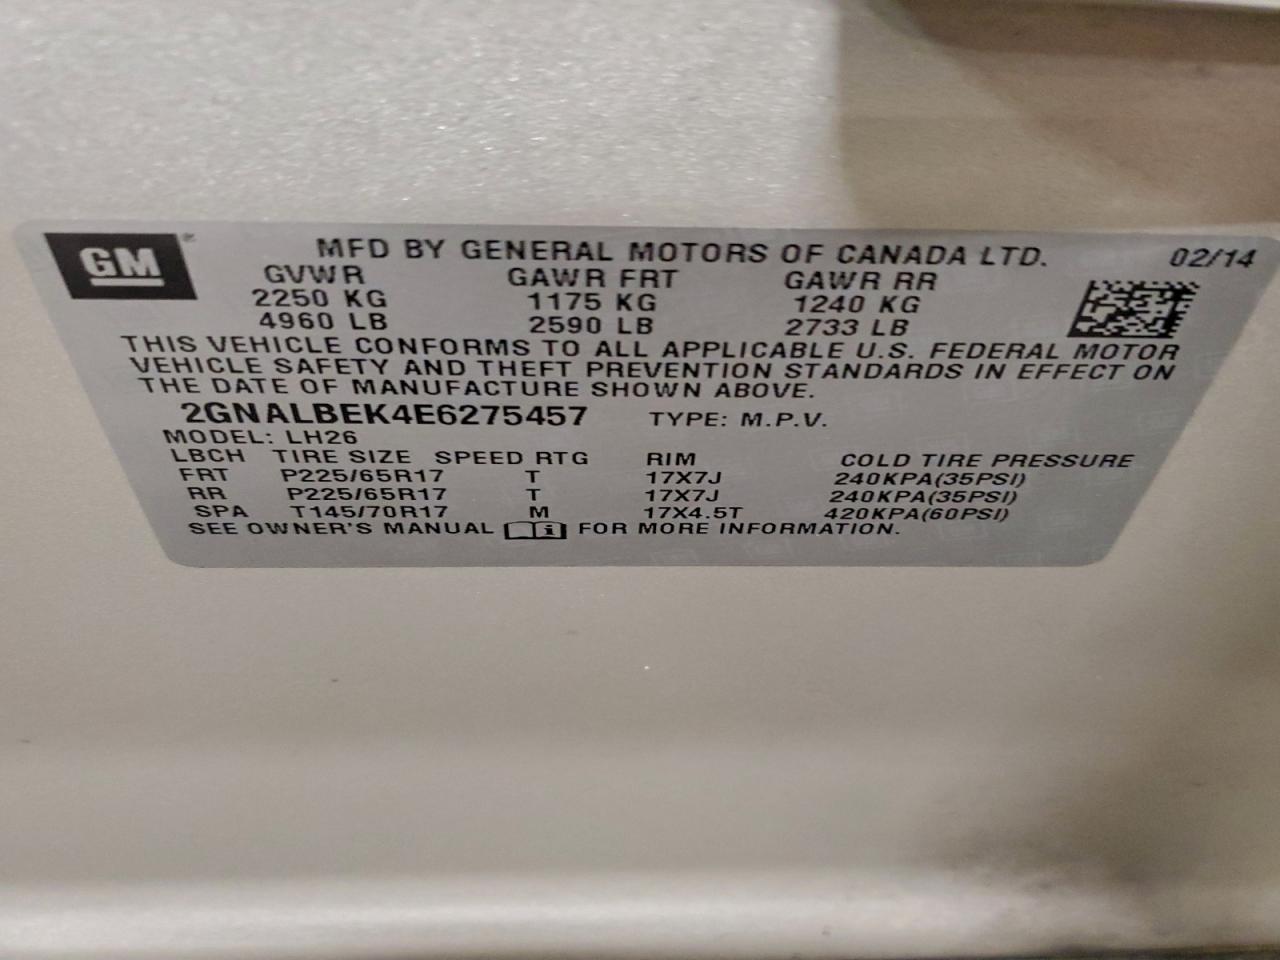 GM
MFD BY GENERAL MOTORS OF CANADA LTD. 02/14
GVWR GAWR FRT GAWR RR
2250 KG 1175 KG 1240 KG
4960 LB 2590 LB 2733 LB
THIS VEHICLE CONFORMS TO ALL APPLICABLE U.S. FEDERAL MOTOR
VEHICLE SAFETY AND THEFT PREVENTION STANDARDS IN EFFECT ON
THE DATE OF MANUFACTURE SHOWN ABOVE.
2GNALBEK4E6275457 TYPE: M.P.V.
MODEL: LH26
LBCH TIRE SIZE SPEED RTG RIM COLD TIRE PRESSURE
FRT P225/65R17 T 17X7J 240KPA(35PSI)
RR P225/65R17 T 17X7J 240KPA(35PSI)
SPA T145/70R17 M 17X4.5T 420KPA(60PSI)
SEE OWNER'S MANUAL i FOR MORE INFORMATION.